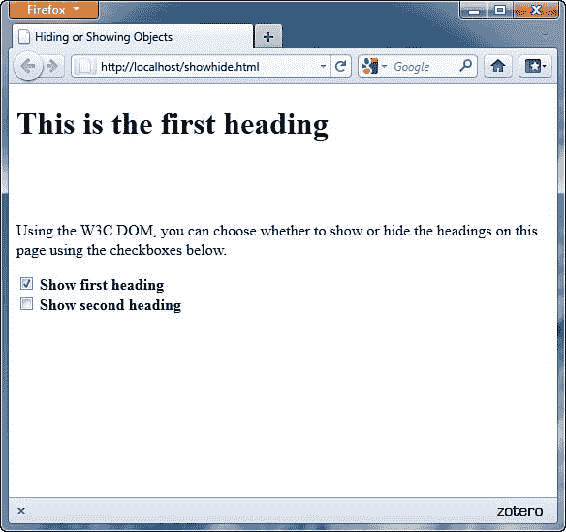 Firefox
Hiding or Showing Objects
http://localhost/showhide.html
Google
This is the first heading
Using the W3C DOM, you can choose whether to show or hide the headings on this
page using the checkboxes below.
Show first heading
Show second heading
zotero